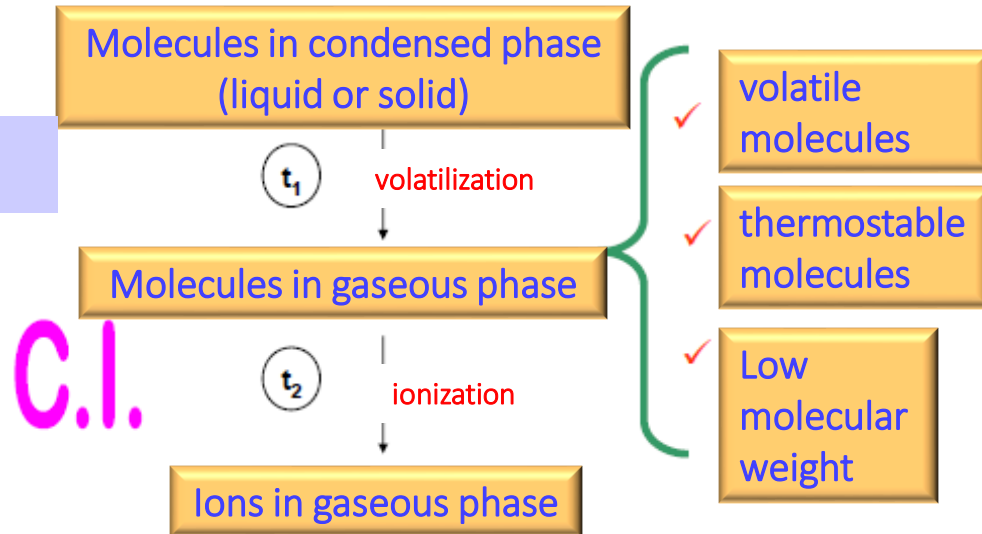 Molecules in condensed phase
(liquid or solid)
t₁
volatilization
Molecules in gaseous phase
C.I.
t₂
ionization
Ions in gaseous phase
volatile
molecules
thermostable
molecules
Low
molecular
weight